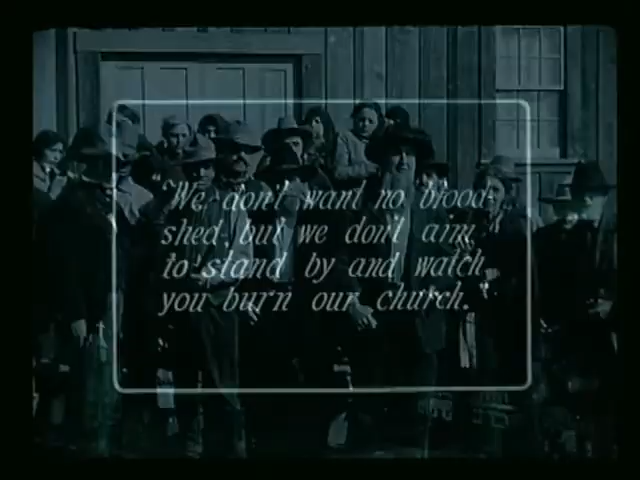 "We don't want no blood-
shed, but we don't aim
to stand by and watch
you burn our church."